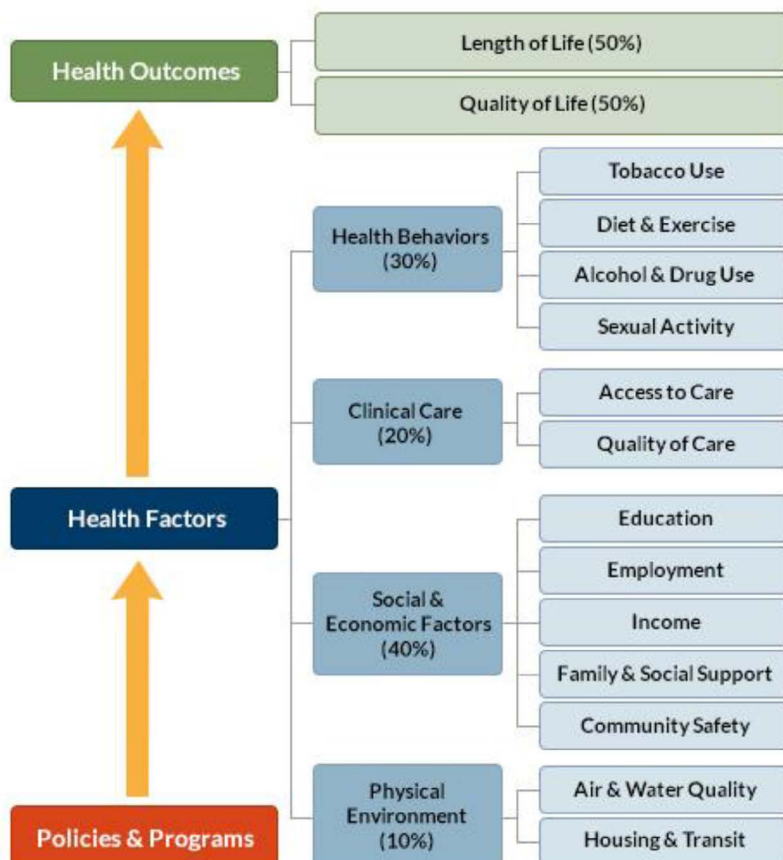 Health Outcomes
Length of Life (50%)
Quality of Life (50%)
Health Behaviors
(30%)
Tobacco Use
Diet & Exercise
Alcohol & Drug Use
Sexual Activity
Clinical Care
(20%)
Access to Care
Quality of Care
Health Factors
Social &
Economic Factors
(40%)
Education
Employment
Income
Family & Social Support
Community Safety
Physical
Environment
(10%)
Air & Water Quality
Housing & Transit
Policies & Programs